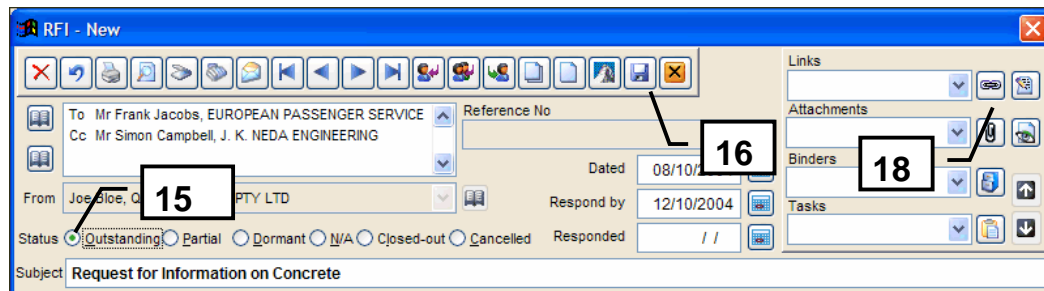 RFI - New
Links
To Mr Frank Jacobs, EUROPEAN PASSENGER SERVICE
Cc Mr Simon Campbell, J. K. NEDA ENGINEERING
Reference No
Attachments
16
18
Dated 08/10/
Binders
From Joe Bloe, PTY LTD
15
Respond by 12/10/2004
Tasks
Status Outstanding Partial Dormant N/A Closed-out Cancelled Responded / /
Subject Request for Information on Concrete